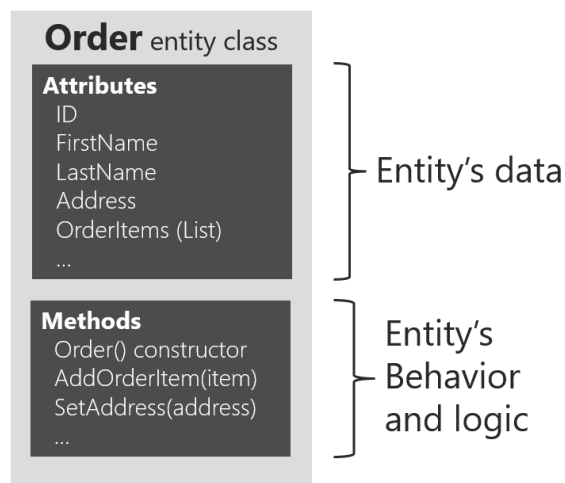 Order entity class
Attributes
ID
FirstName
LastName
Address
OrderItems (List)
...
Entity’s data
Methods
Order() constructor
AddOrderItem(item)
SetAddress(address)
...
Entity’s
Behavior
and logic